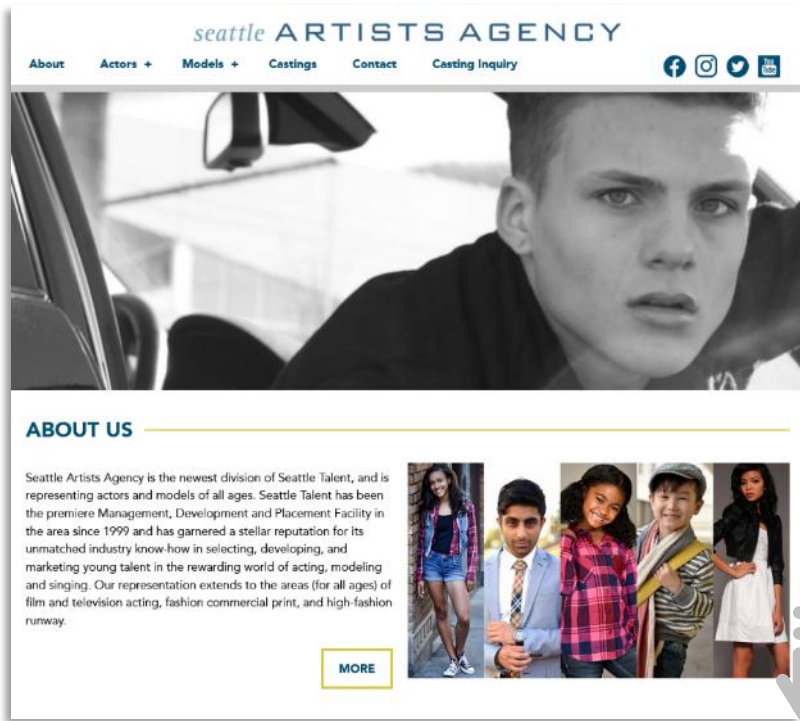 seattle ARTISTS AGENCY
About Actors + Models + Castings Contact Casting Inquiry
You Tube
ABOUT US
Seattle Artists Agency is the newest division of Seattle Talent, and is
representing actors and models of all ages. Seattle Talent has been
the premiere Management, Development and Placement Facility in
the area since 1999 and has garnered a stellar reputation for its
unmatched industry know-how in selecting, developing, and
marketing young talent in the rewarding world of acting, modeling
and singing. Our representation extends to the areas (for all ages) of
film and television acting, fashion commercial print, and high-fashion
runway.
MORE